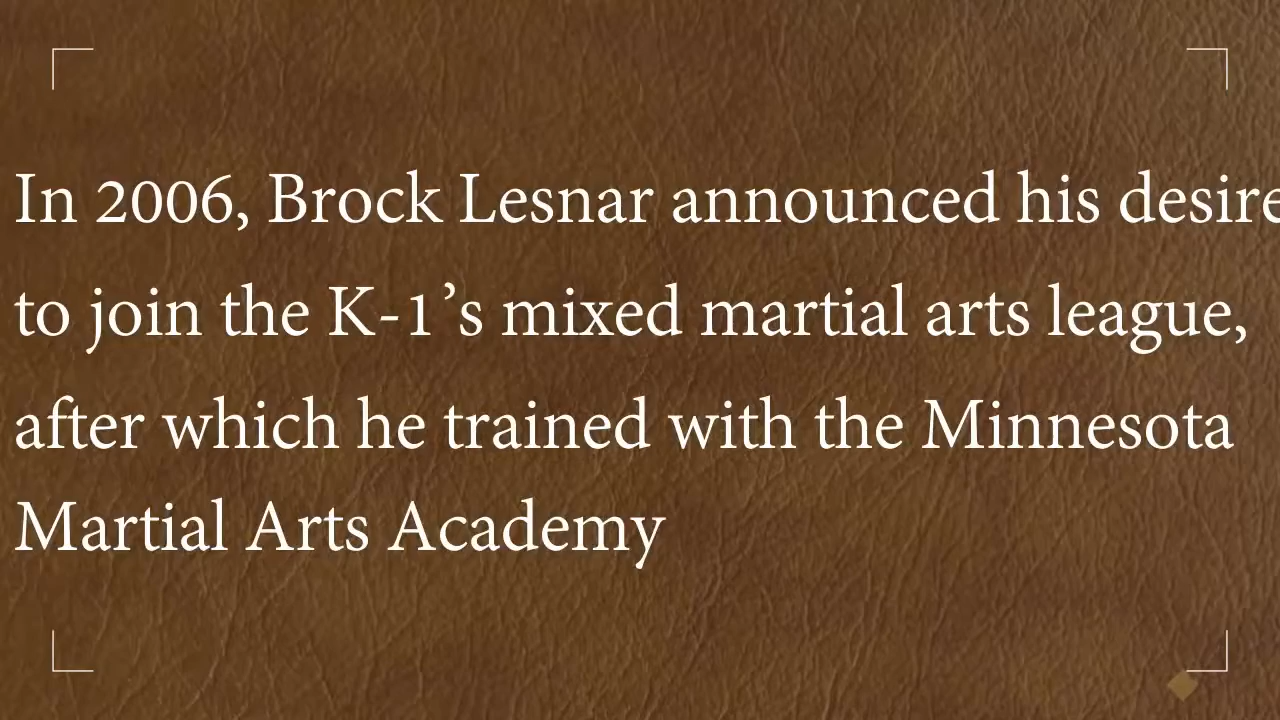 In 2006, Brock Lesnar announced his desire
to join the K-1’s mixed martial arts league,
after which he trained with the Minnesota
Martial Arts Academy